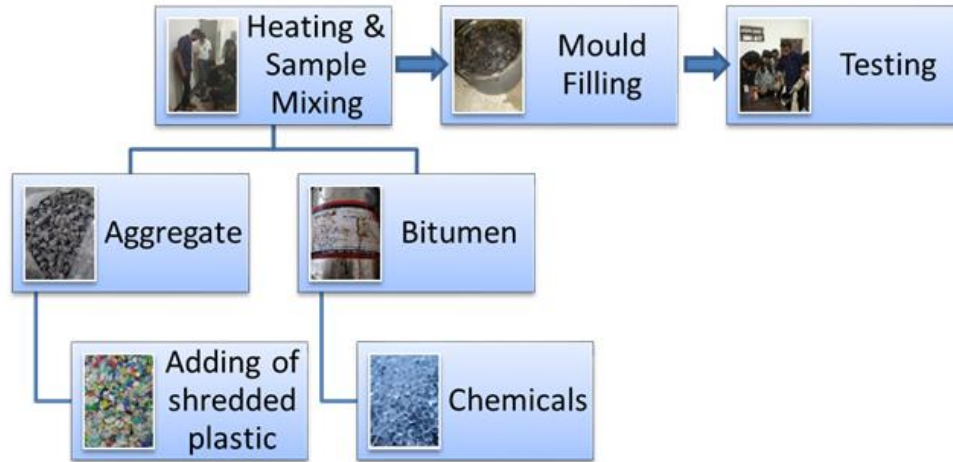 Heating &
Sample
Mixing
Mould
Filling
Testing
Aggregate
Bitumen
Adding of
shredded
plastic
Chemicals